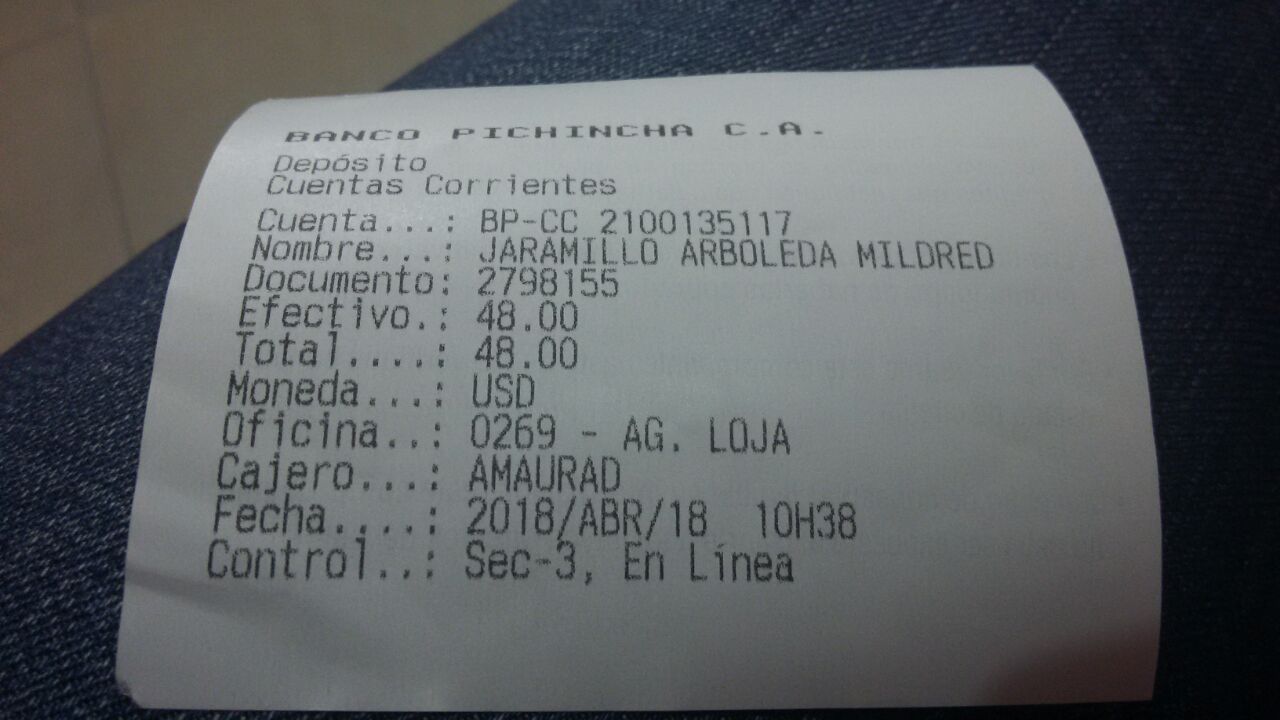 BANCO PICHINCHA C.A.
Depósito
Cuentas Corrientes
Cuenta...: BP-CC 2100135117
Nombre...: JARAMILLO ARBOLEDA MILDRED
Documento: 2798155
Efectivo.: 48.00
Total....: 48.00
Moneda...: USD
Oficina..: 0269 - AG. LOJA
Cajero...: AMAURAD
Fecha....: 2018/ABR/18 10H38
Control..: Sec-3, En Línea